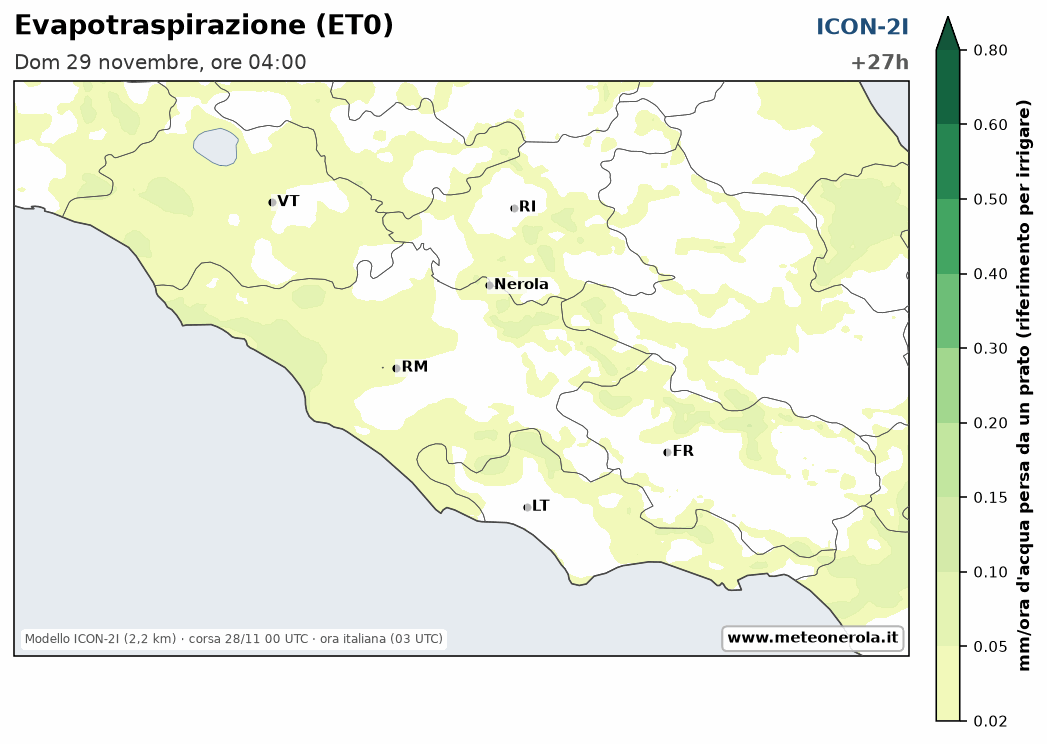 Evapotraspirazione (ET0)
ICON-2I
Dom 29 novembre, ore 04:00
+27h
VT
RI
Nerola
RM
FR
LT
Modello ICON-2I (2,2 km) · corsa 28/11 00 UTC · ora italiana (03 UTC)
www.meteonerola.it
0.80
0.60
0.50
0.40
0.30
0.20
0.15
0.10
0.05
0.02
mm/ora d'acqua persa da un prato (riferimento per irrigare)